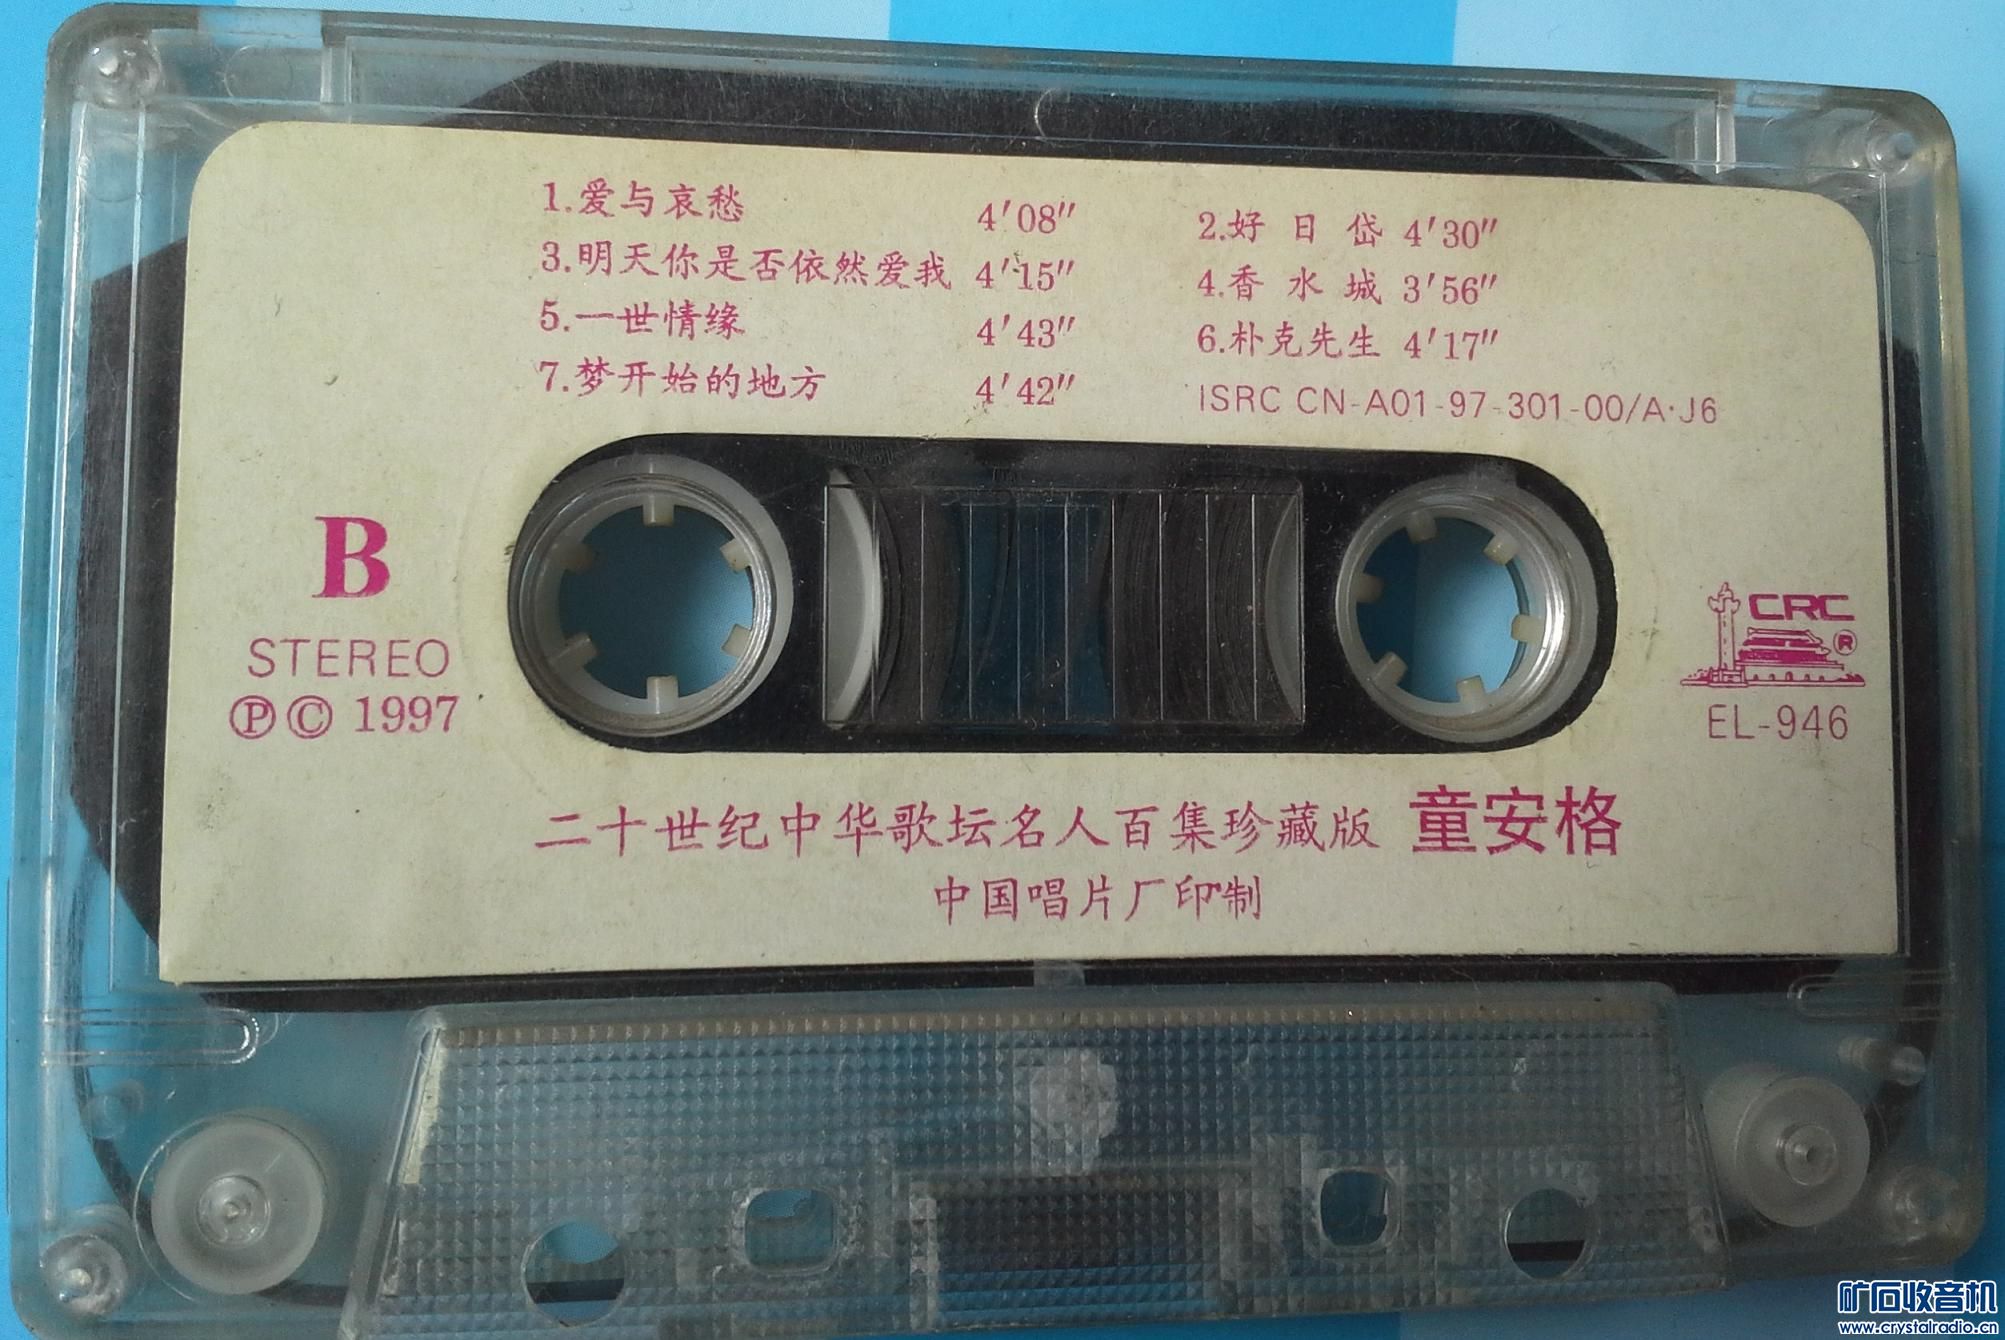 1.爱与哀愁 4′08″ 2.好 日 岱 4′30″
3.明天你是否依然爱我 4′15″ 4.香 水 城 3′56″
5.一世情缘 4′43″ 6.朴克先生 4′17″
7.梦开始的地方 4′42″ ISRC CN-A01-97-301-00/A·J6
B
STEREO
Ⓟ © 1997
CRC
®
EL-946
二十世纪中华歌坛名人百集珍藏版 童安格
中国唱片厂印制
矿石收音机
www.crystalradio.cn